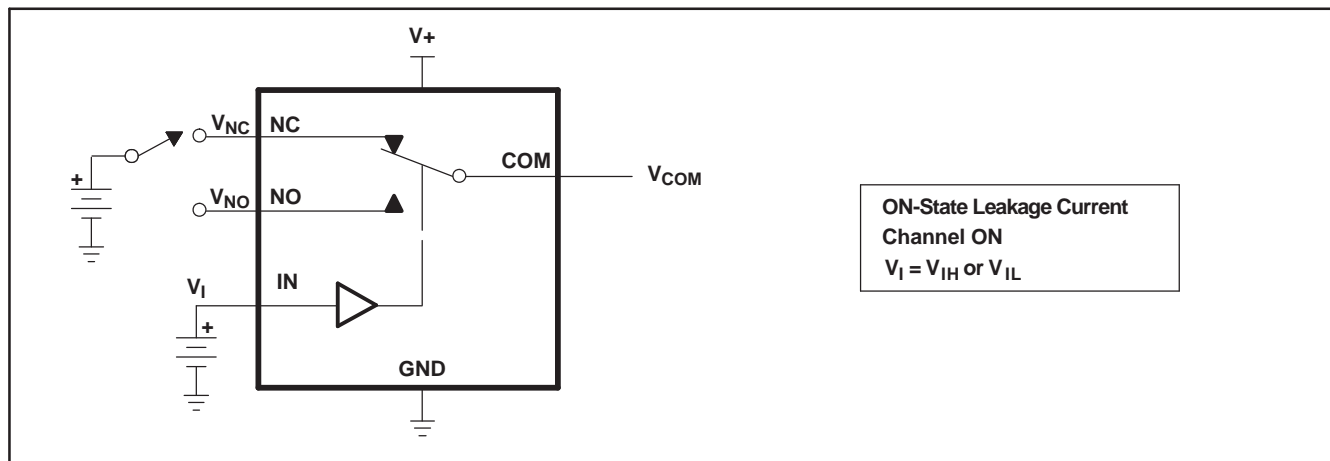 V+
VNC NC
+
COM
VCOM
VNO NO
VI
IN
+
GND
ON-State Leakage Current
Channel ON
VI = VIH or VIL